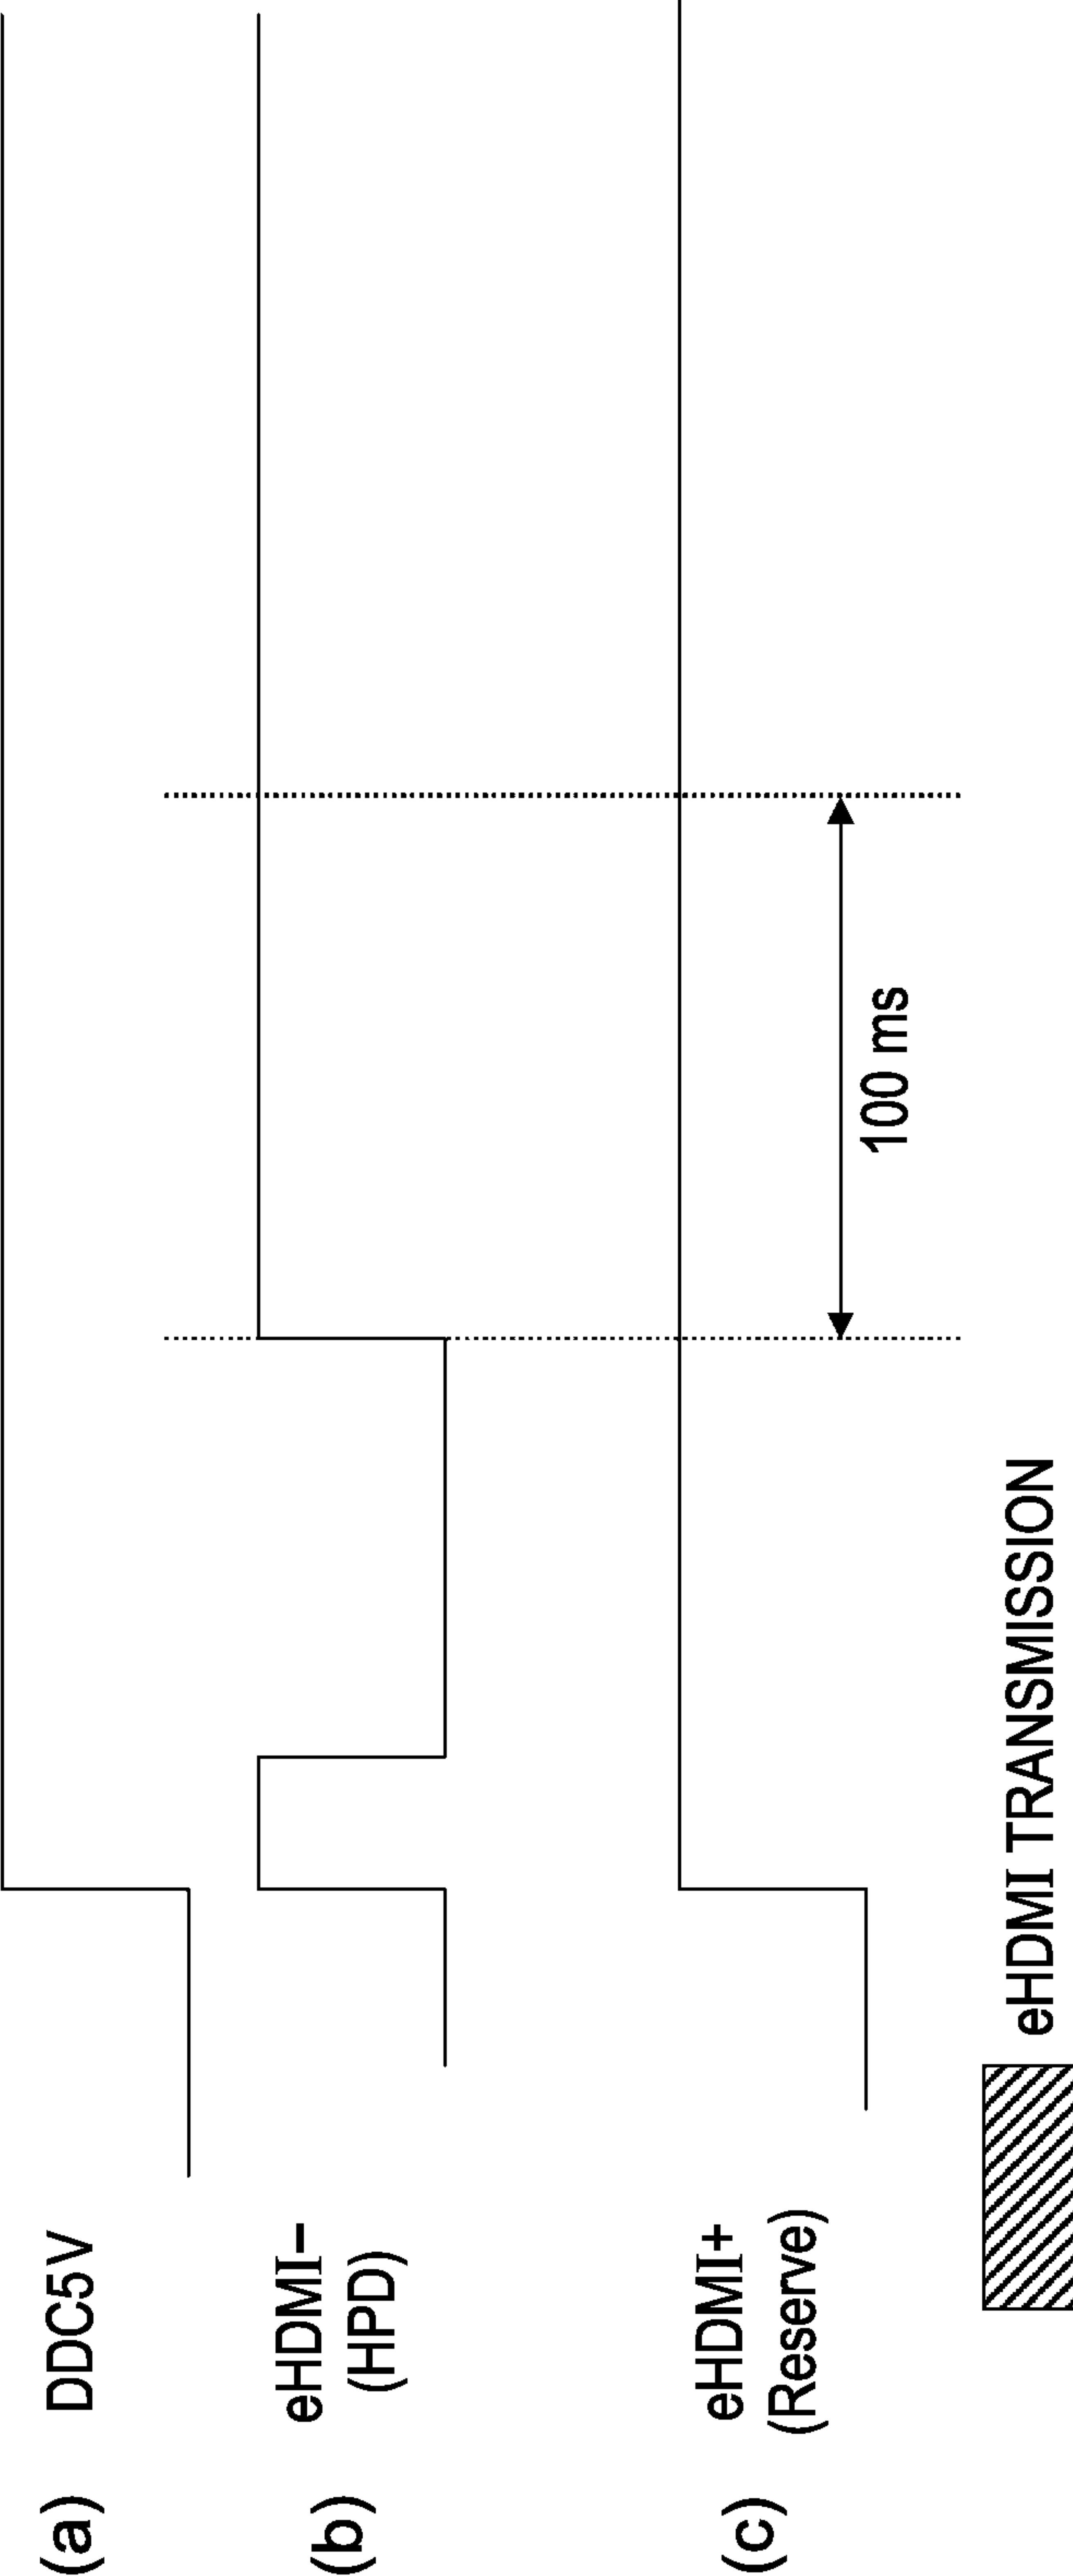 (a) DDC5V
(b) eHDMI−
(HPD)
(c) eHDMI+
(Reserve)
100 ms
eHDMI TRANSMISSION